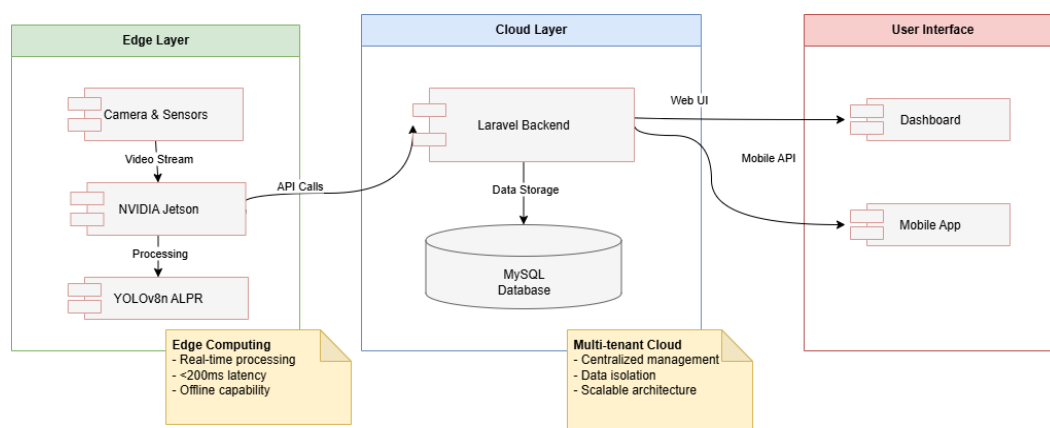 Edge Layer
Cloud Layer
User Interface
Camera & Sensors
Video Stream
NVIDIA Jetson
Processing
YOLOv8n ALPR
API Calls
Laravel Backend
Data Storage
MySQL
Database
Web UI
Mobile API
Dashboard
Mobile App
Edge Computing
- Real-time processing
- <200ms latency
- Offline capability
Multi-tenant Cloud
- Centralized management
- Data isolation
- Scalable architecture